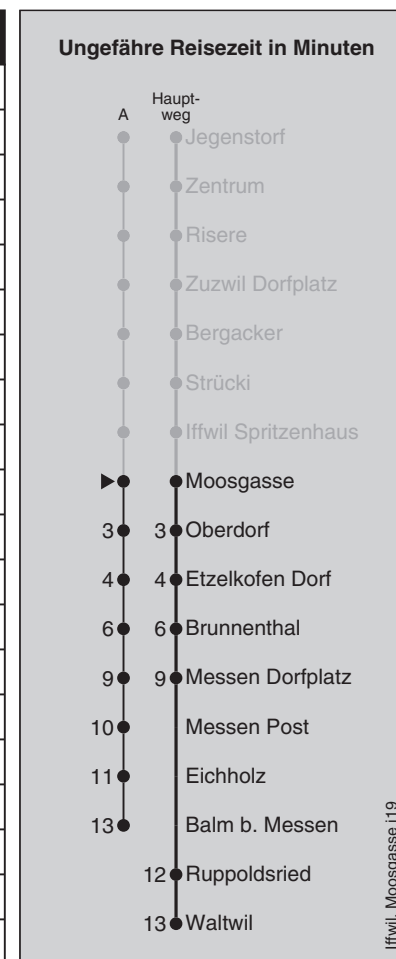 Ungefähre Reisezeit in Minuten
A Haupt-
weg
Jegenstorf
Zentrum
Risere
Zuzwil Dorfplatz
Bergacker
Strücki
Iffwil Spritzenhaus
Moosgasse
3 3 Oberdorf
4 4 Etzelkofen Dorf
6 6 Brunnenthal
9 9 Messen Dorfplatz
10 Messen Post
11 Eichholz
13 Balm b. Messen
12 Ruppoldsried
13 Waltwil
Iffwil, Moosgasse j19